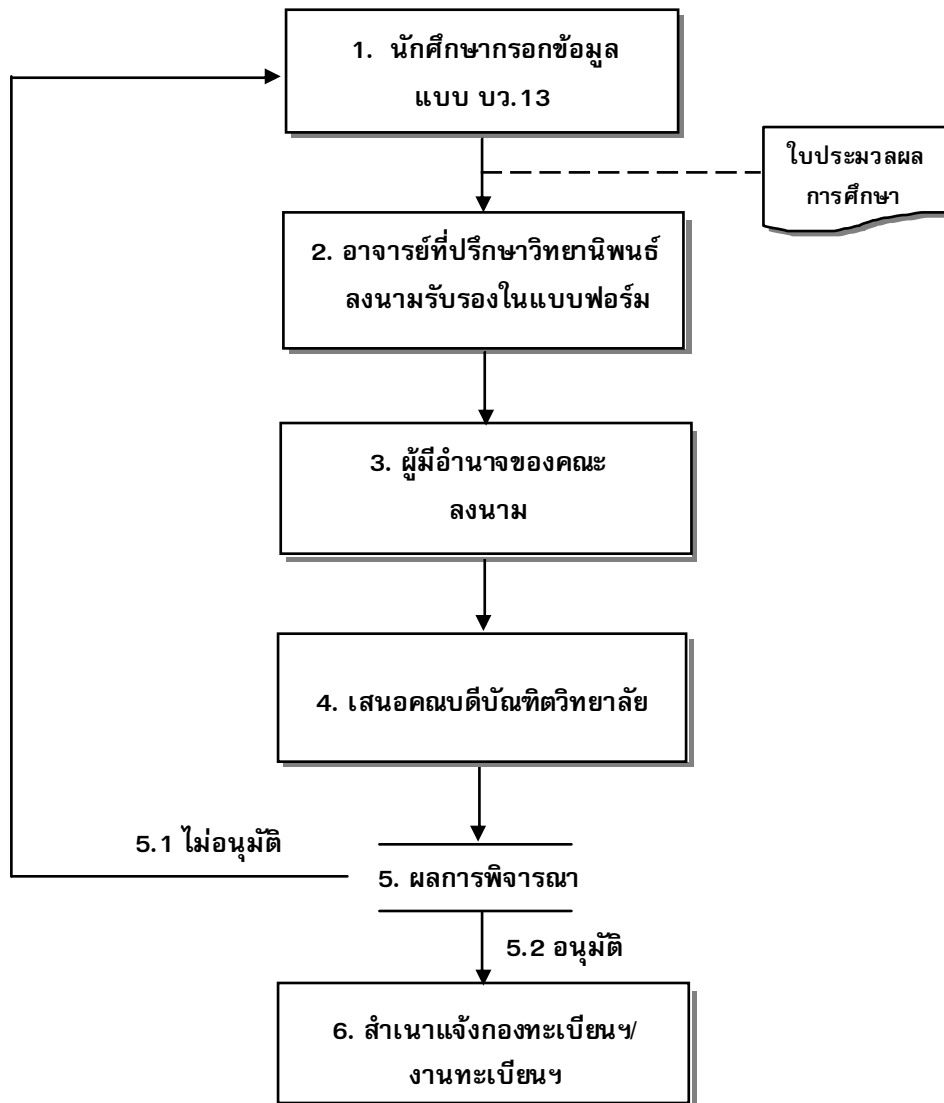 1. นักศึกษากรอกข้อมูล
แบบ บว.13
ใบประมวลผล
การศึกษา
2. อาจารย์ที่ปรึกษาวิทยานิพนธ์
ลงนามรับรองในแบบฟอร์ม
3. ผู้มีอำนาจของคณะ
ลงนาม
4. เสนอคณบดีบัณฑิตวิทยาลัย
5.1 ไม่อนุมัติ
5. ผลการพิจารณา
5.2 อนุมัติ
6. สำเนาแจ้งกองทะเบียนฯ/
งานทะเบียนฯ